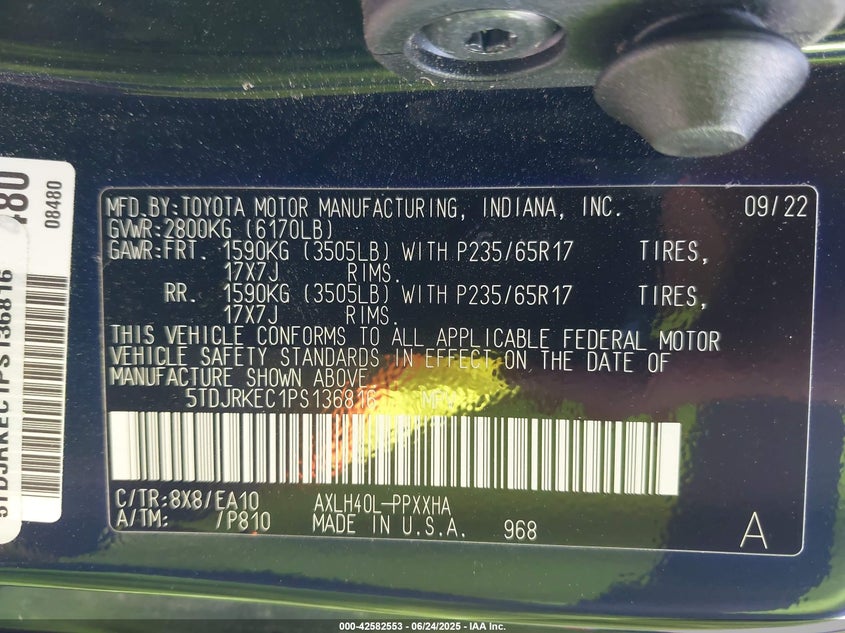 480
08480
5TDJRKEC1PS136816
MFD.BY:TOYOTA MOTOR MANUFACTURING, INDIANA, INC. 09/22
GVWR:2800KG (6170LB)
GAWR:FRT. 1590KG (3505LB) WITH P235/65R17 TIRES,
17X7J RIMS.
RR. 1590KG (3505LB) WITH P235/65R17 TIRES,
17X7J RIMS.
THIS VEHICLE CONFORMS TO ALL APPLICABLE FEDERAL MOTOR
VEHICLE SAFETY STANDARDS IN EFFECT ON THE DATE OF
MANUFACTURE SHOWN ABOVE.
5TDJRKEC1PS136816 MPV
C/TR:8X8/EA10 AXLH40L-PPXXHA
A/TM: /P810 MADE IN U.S.A. 968 A
000-42582553 - 06/24/2025 - IAA Inc.